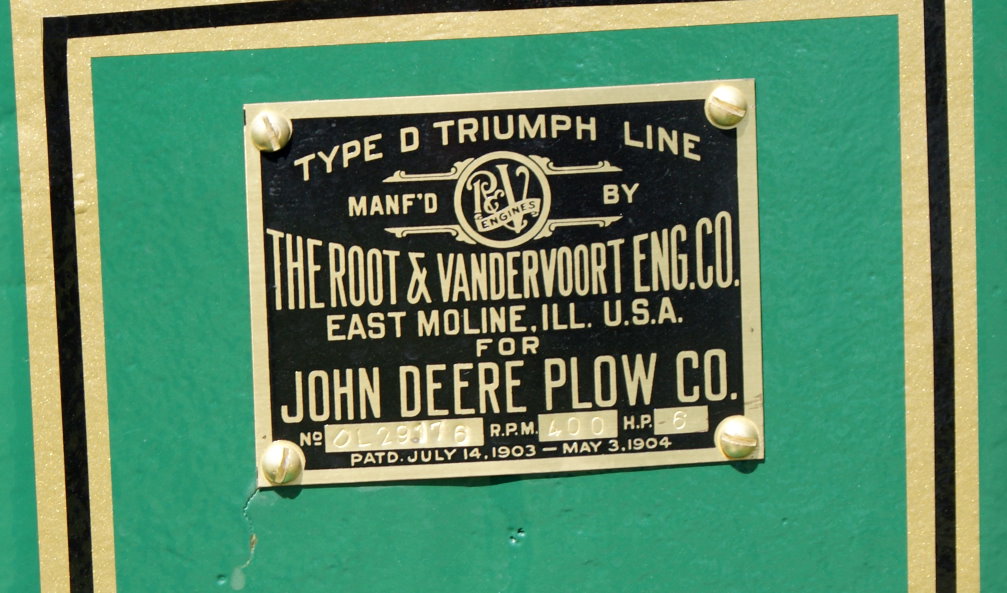 TYPE D TRIUMPH LINE
MANF'D R&V ENGINES BY
THE ROOT & VANDERVOORT ENG. CO.
EAST MOLINE, ILL. U.S.A.
FOR
JOHN DEERE PLOW CO.
No OL29176 R.P.M. 400 H.P. 6
PATD. JULY 14, 1903 — MAY 3, 1904